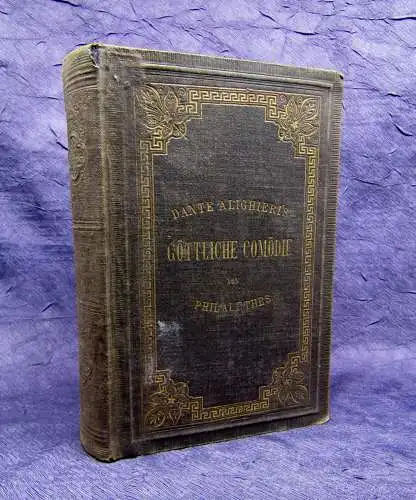 DANTE ALIGHIERI'S
GÖTTLICHE COMÖDIE
VON
PHILALETHES